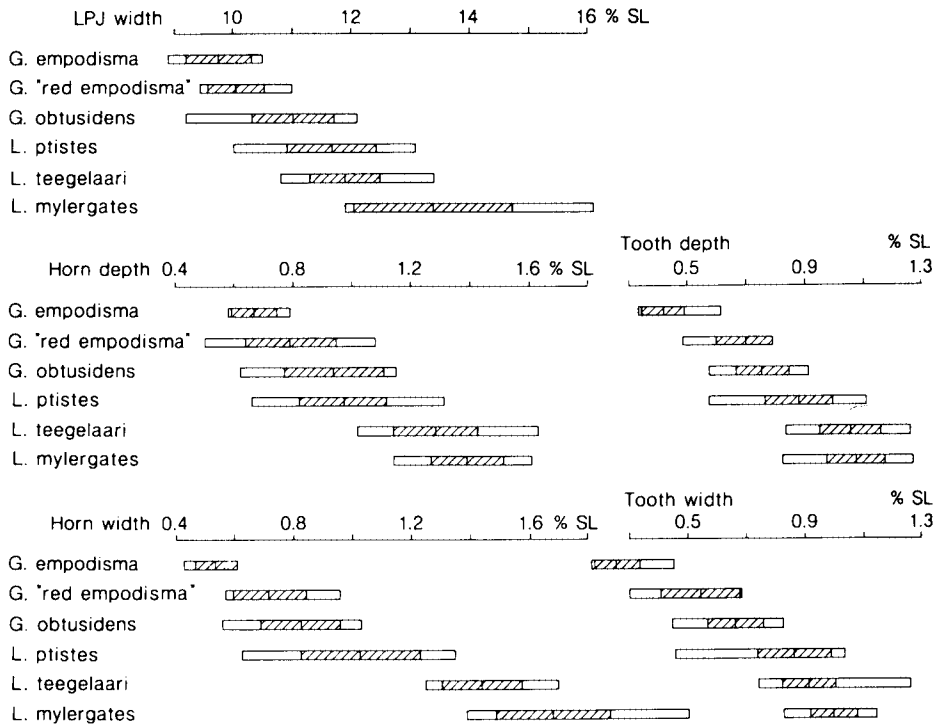 LPJ width 10 12 14 16 % SL
G. empodisma
G. "red empodisma"
G. obtusidens
L. ptistes
L. teegelaari
L. mylergates
Tooth depth % SL
Horn depth 0.4 0.8 1.2 1.6 % SL 0.5 0.9 1.3
G. empodisma
G. "red empodisma"
G. obtusidens
L. ptistes
L. teegelaari
L. mylergates
Tooth width % SL
Horn width 0.4 0.8 1.2 1.6 % SL 0.5 0.9 1.3
G. empodisma
G. "red empodisma"
G. obtusidens
L. ptistes
L. teegelaari
L. mylergates